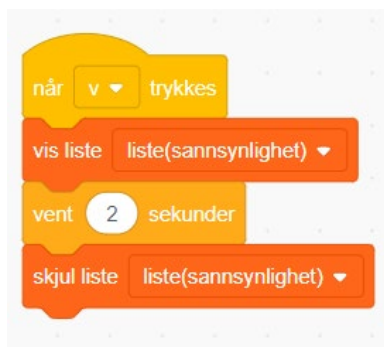 når v trykkes
vis liste liste(sannsynlighet)
vent 2 sekunder
skjul liste liste(sannsynlighet)